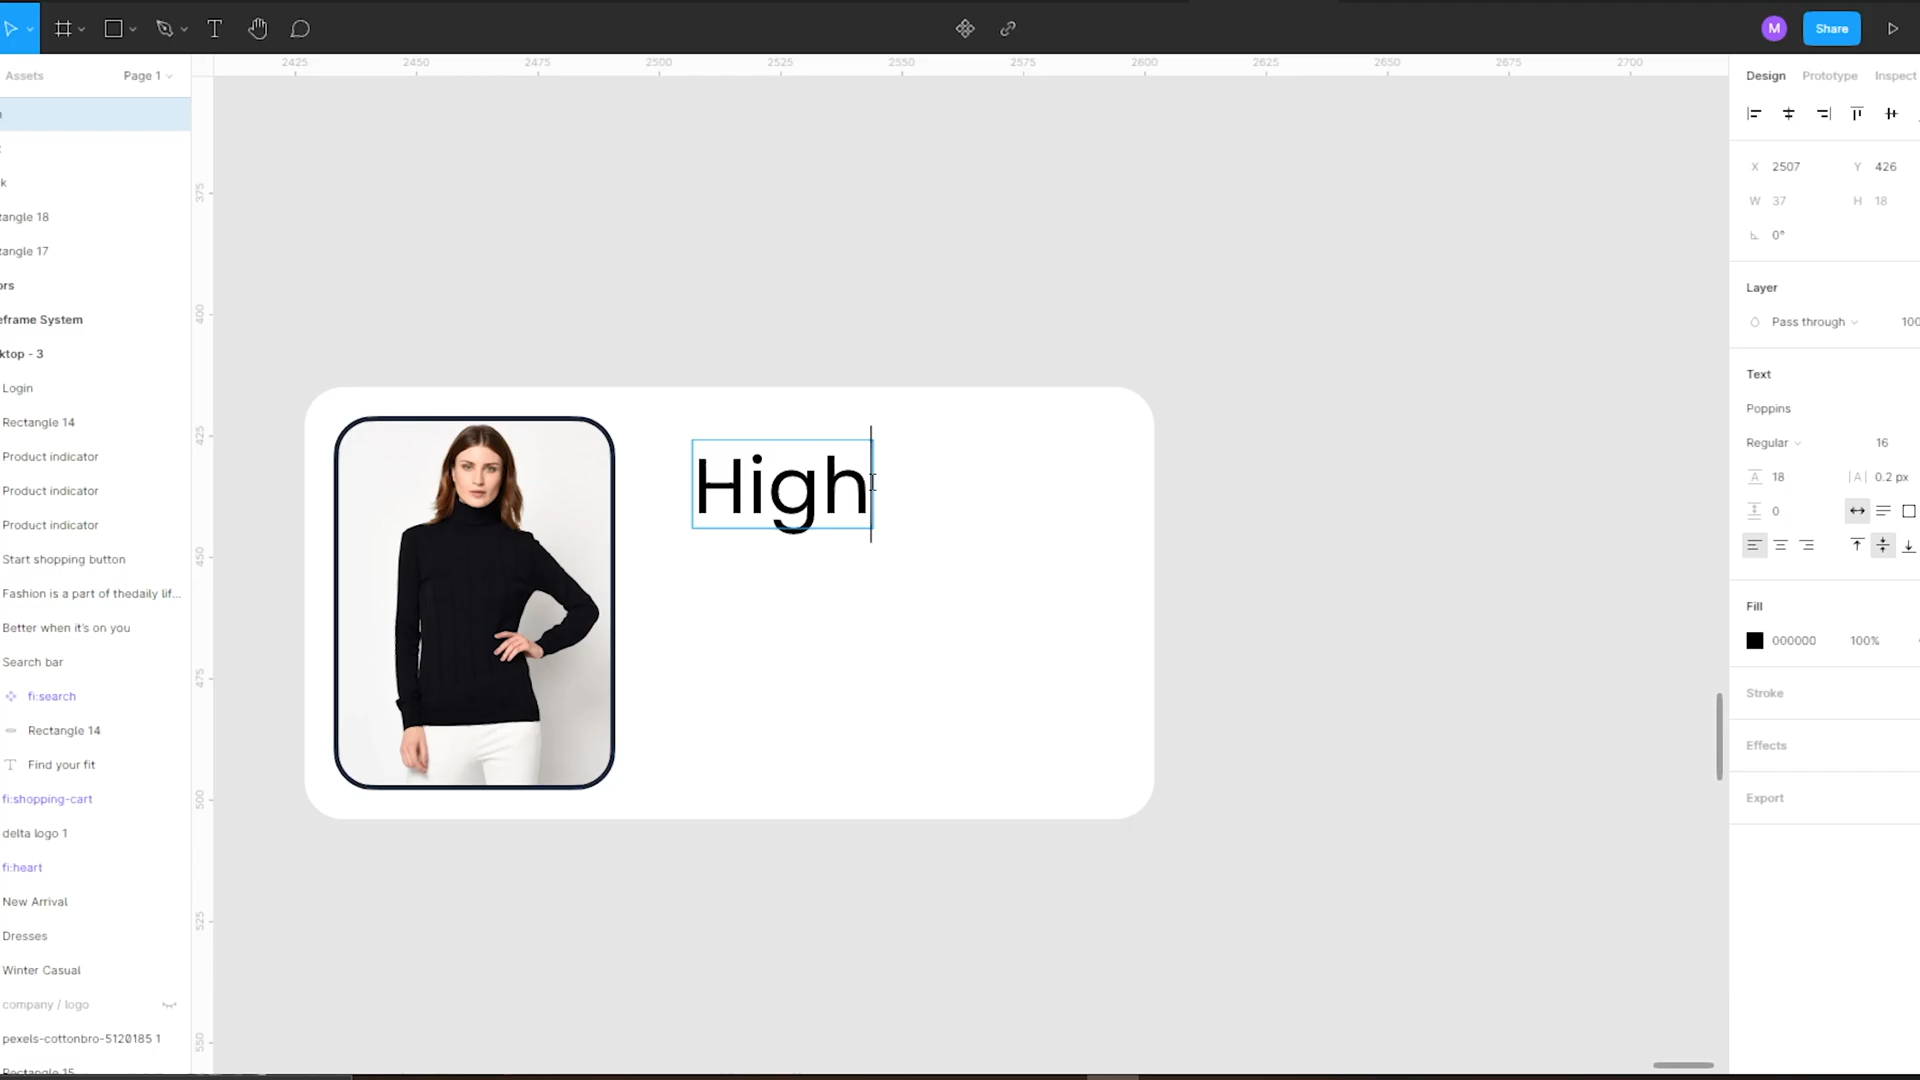 M
Share
Assets
Page 1
2425
2450
2475
2500
2525
2550
2575
2600
2625
2650
2675
2700
Design
Prototype
Inspect
375
400
425
450
475
500
525
550
k
tangle 18
tangle 17
ors
eframe System
ktop - 3
Login
Rectangle 14
Product indicator
Product indicator
Product indicator
Start shopping button
Fashion is a part of thedaily lif...
Better when it's on you
Search bar
fi:search
Rectangle 14
Find your fit
fi:shopping-cart
delta logo 1
fi:heart
New Arrival
Dresses
Winter Casual
company / logo
pexels-cottonbro-5120185 1
Rectangle 15
High
X 2507 Y 426
W 37 H 18
0°
Layer
Pass through 100
Text
Poppins
Regular 16
A 18 |A| 0.2 px
0
Fill
000000 100%
Stroke
Effects
Export